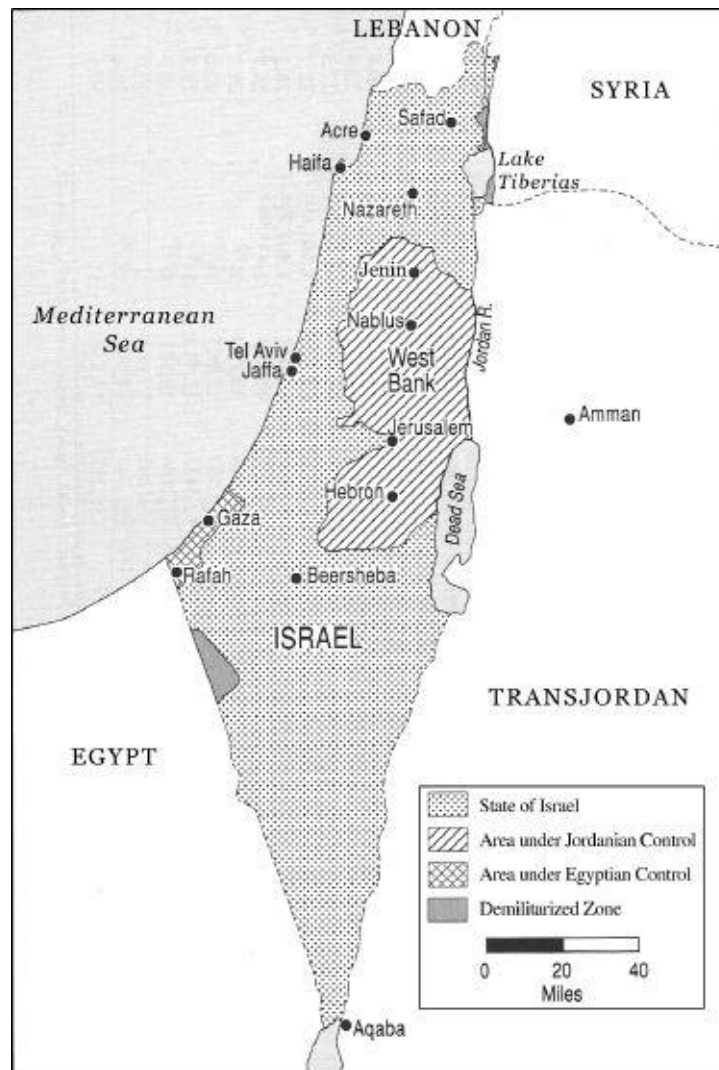 LEBANON
SYRIA
Safad
Acre
Haifa
Lake
Tiberias
Nazareth
Jenin
Mediterranean
Sea
Nablus
Jordan R.
Tel Aviv
Jaffa
West
Bank
Amman
Jerusalem
Hebron
Dead Sea
Gaza
Rafah
Beersheba
ISRAEL
TRANSJORDAN
EGYPT
State of Israel
Area under Jordanian Control
Area under Egyptian Control
Demilitarized Zone
0 20 40
Miles
Aqaba